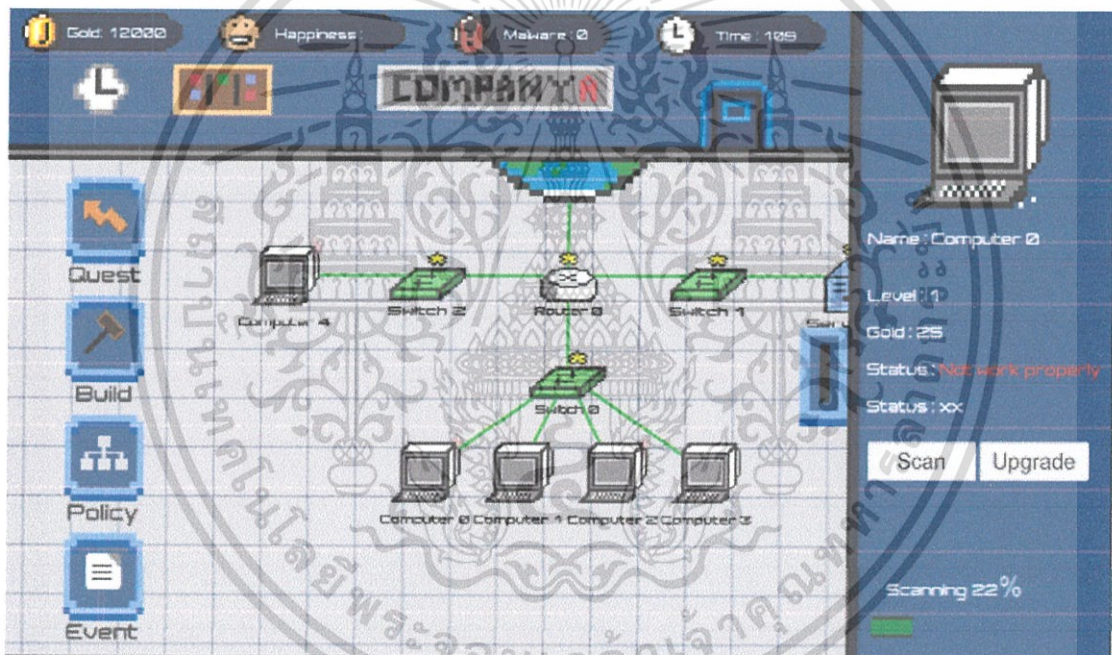 Gold: 12000
Happiness:
Malware: 0
Time: 109
COMPANY A
Quest
Build
Policy
Event
Computer 4
Switch 2
Router 0
Switch 1
Switch 0
Computer 0 Computer 1 Computer 2 Computer 3
Name: Computer 0
Level: 1
Gold: 25
Status: Not work properly
Status: xx
Scan
Upgrade
Scanning 22%